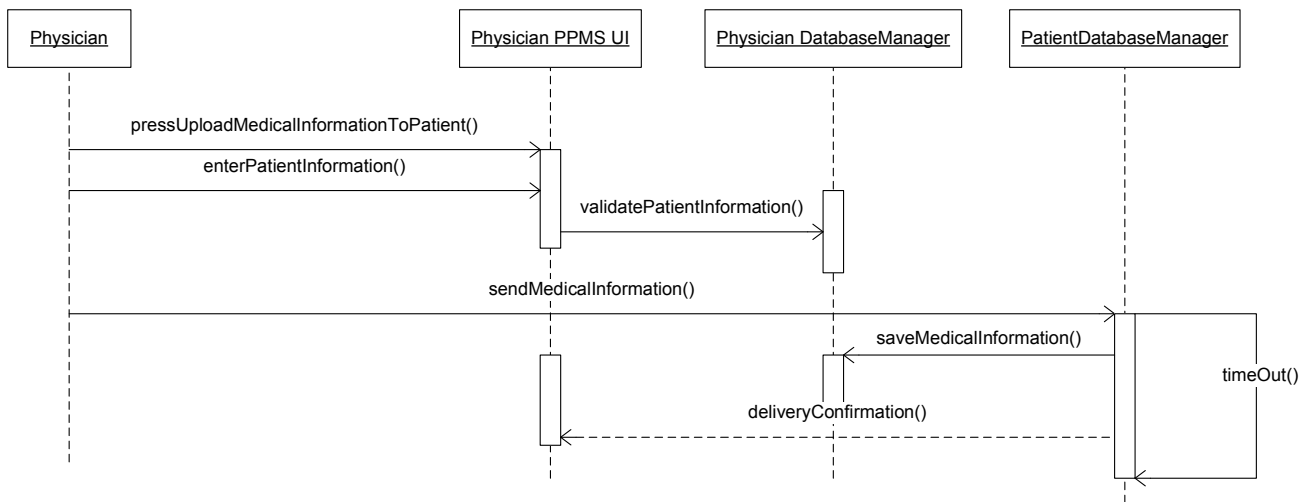 Physician
Physician PPMS UI
Physician DatabaseManager
PatientDatabaseManager
pressUploadMedicalInformationToPatient()
enterPatientInformation()
validatePatientInformation()
sendMedicalInformation()
saveMedicalInformation()
timeOut()
deliveryConfirmation()